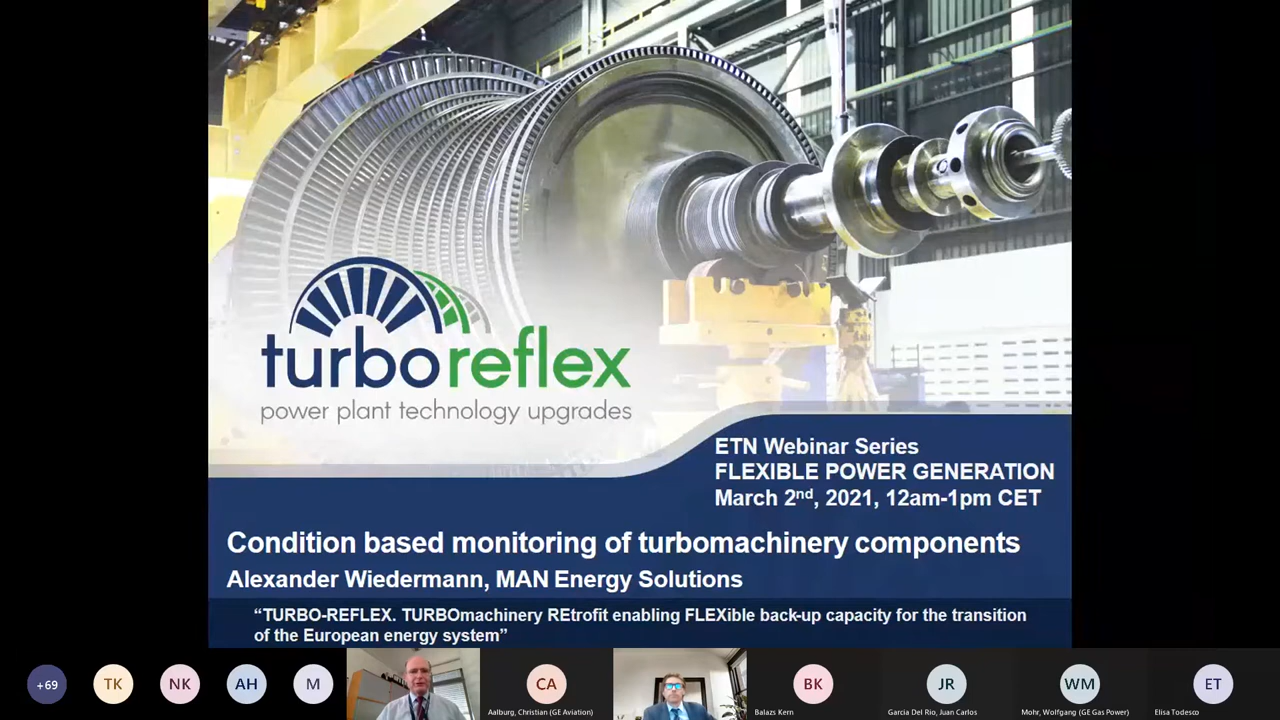 turboreflex
power plant technology upgrades
ETN Webinar Series
FLEXIBLE POWER GENERATION
March 2nd, 2021, 12am-1pm CET
Condition based monitoring of turbomachinery components
Alexander Wiedermann, MAN Energy Solutions
“TURBO-REFLEX. TURBOmachinery REtrofit enabling FLEXible back-up capacity for the transition
of the European energy system”
+69
TK
NK
AH
M
CA
BK
JR
WM
ET
Aalburg, Christian (GE Aviation)
Balazs Kern
Garcia Del Rio, Juan Carlos
Mohr, Wolfgang (GE Gas Power)
Elisa Todesco